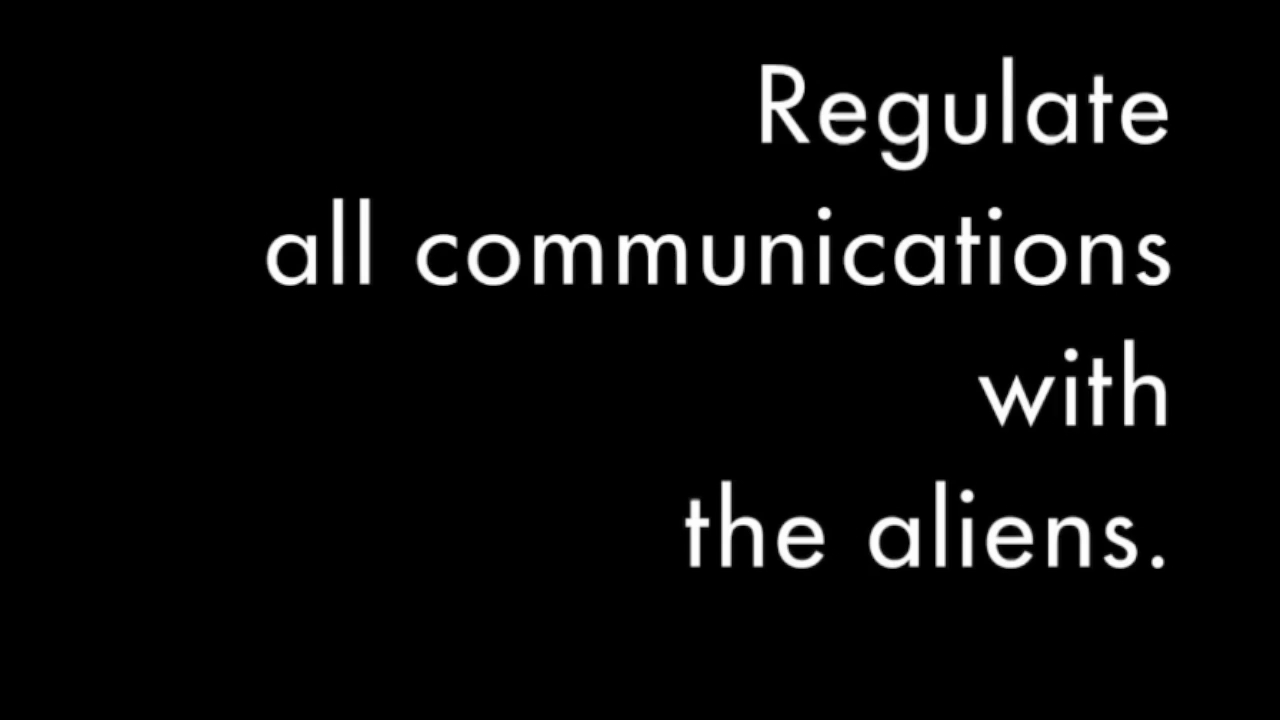 Regulate
all communications
with
the aliens.